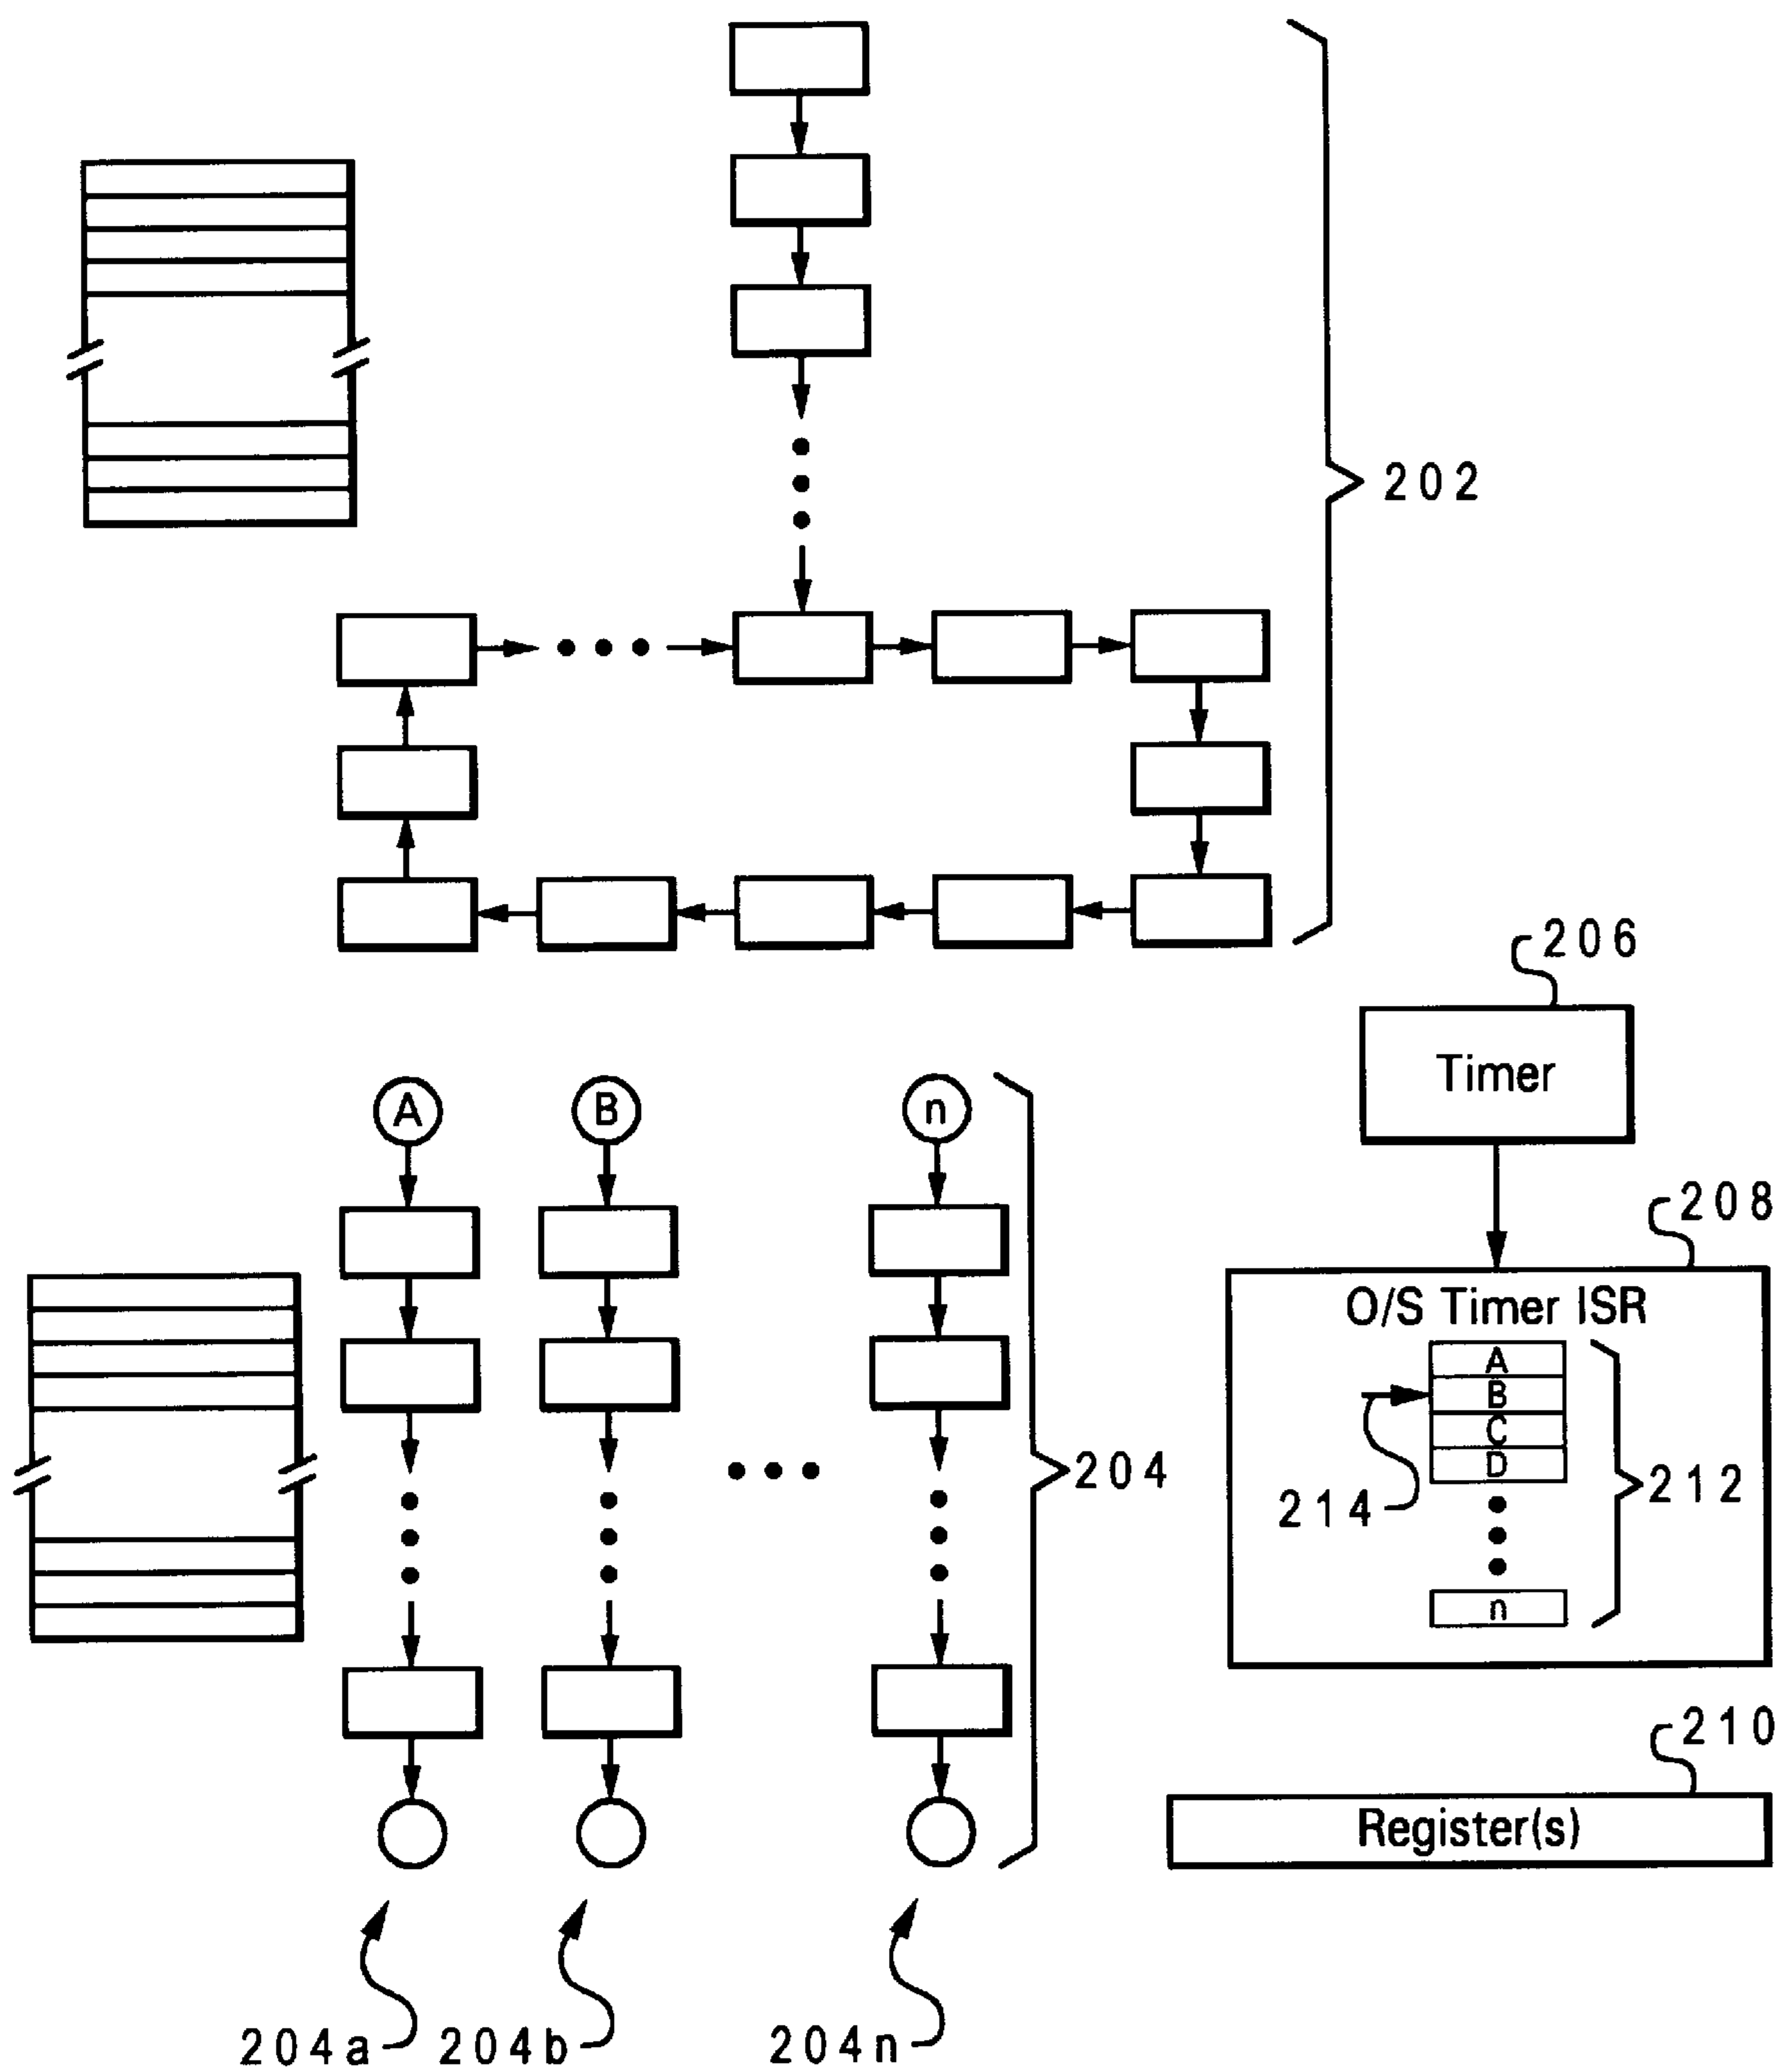 202
206
Timer
A
B
n
208
O/S Timer ISR
A
B
C
D
n
204
214
212
210
Register(s)
204a
204b
204n